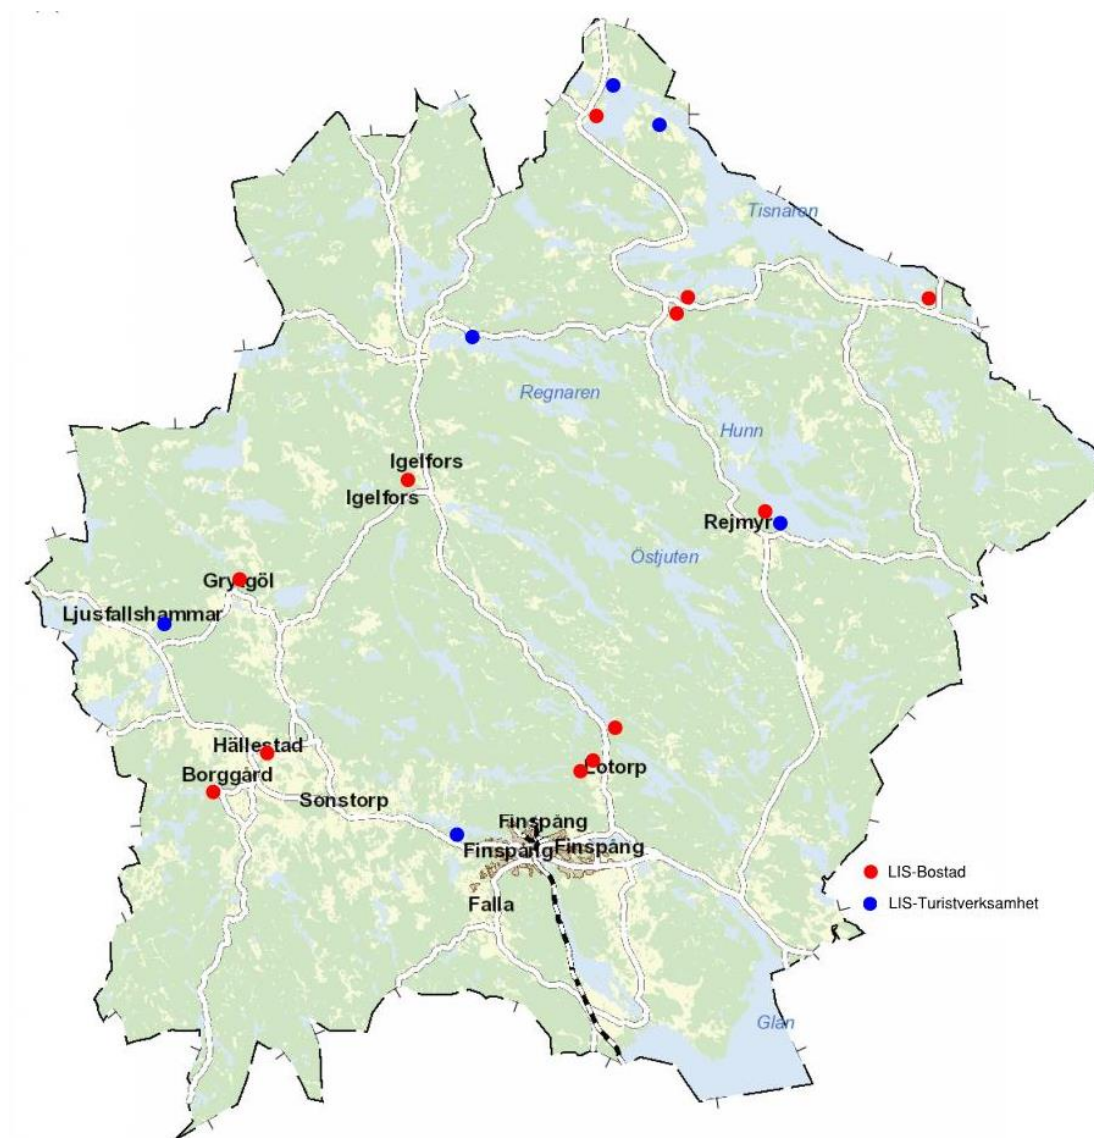 Tisnaren
Regnaren
Hunn
Igelfors
Igelfors
Rejmyr
Östjuten
Grytgöl
Ljusfallshammar
Hällestad
Borggård
Lotorp
Sonstorp
Finspång
Finspång
Finspång
LIS-Bostad
Falla
LIS-Turistverksamhet
Glan